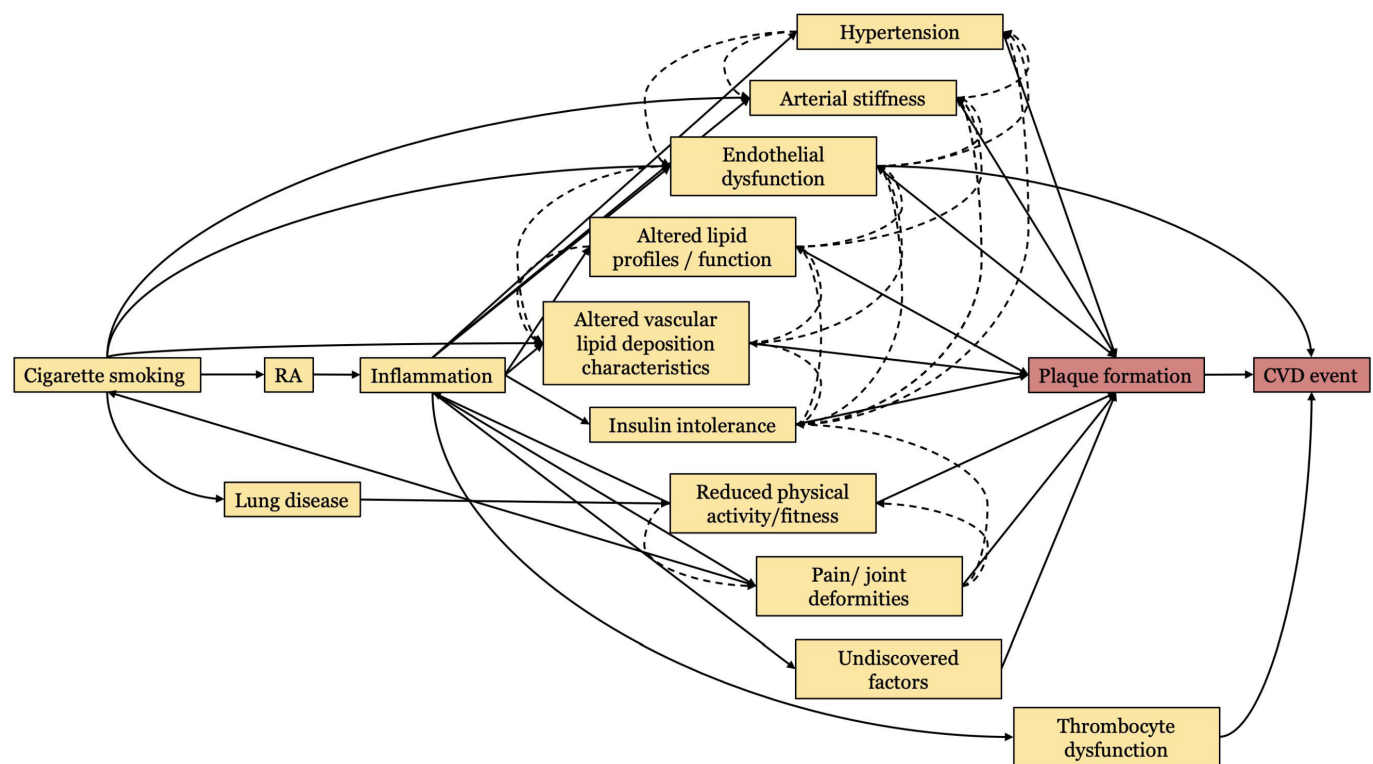 Hypertension
Arterial stiffness
Endothelial
dysfunction
Altered lipid
profiles / function
Altered vascular
lipid deposition
characteristics
Cigarette smoking
RA
Inflammation
Plaque formation
CVD event
Insulin intolerance
Lung disease
Reduced physical
activity/fitness
Pain/ joint
deformities
Undiscovered
factors
Thrombocyte
dysfunction